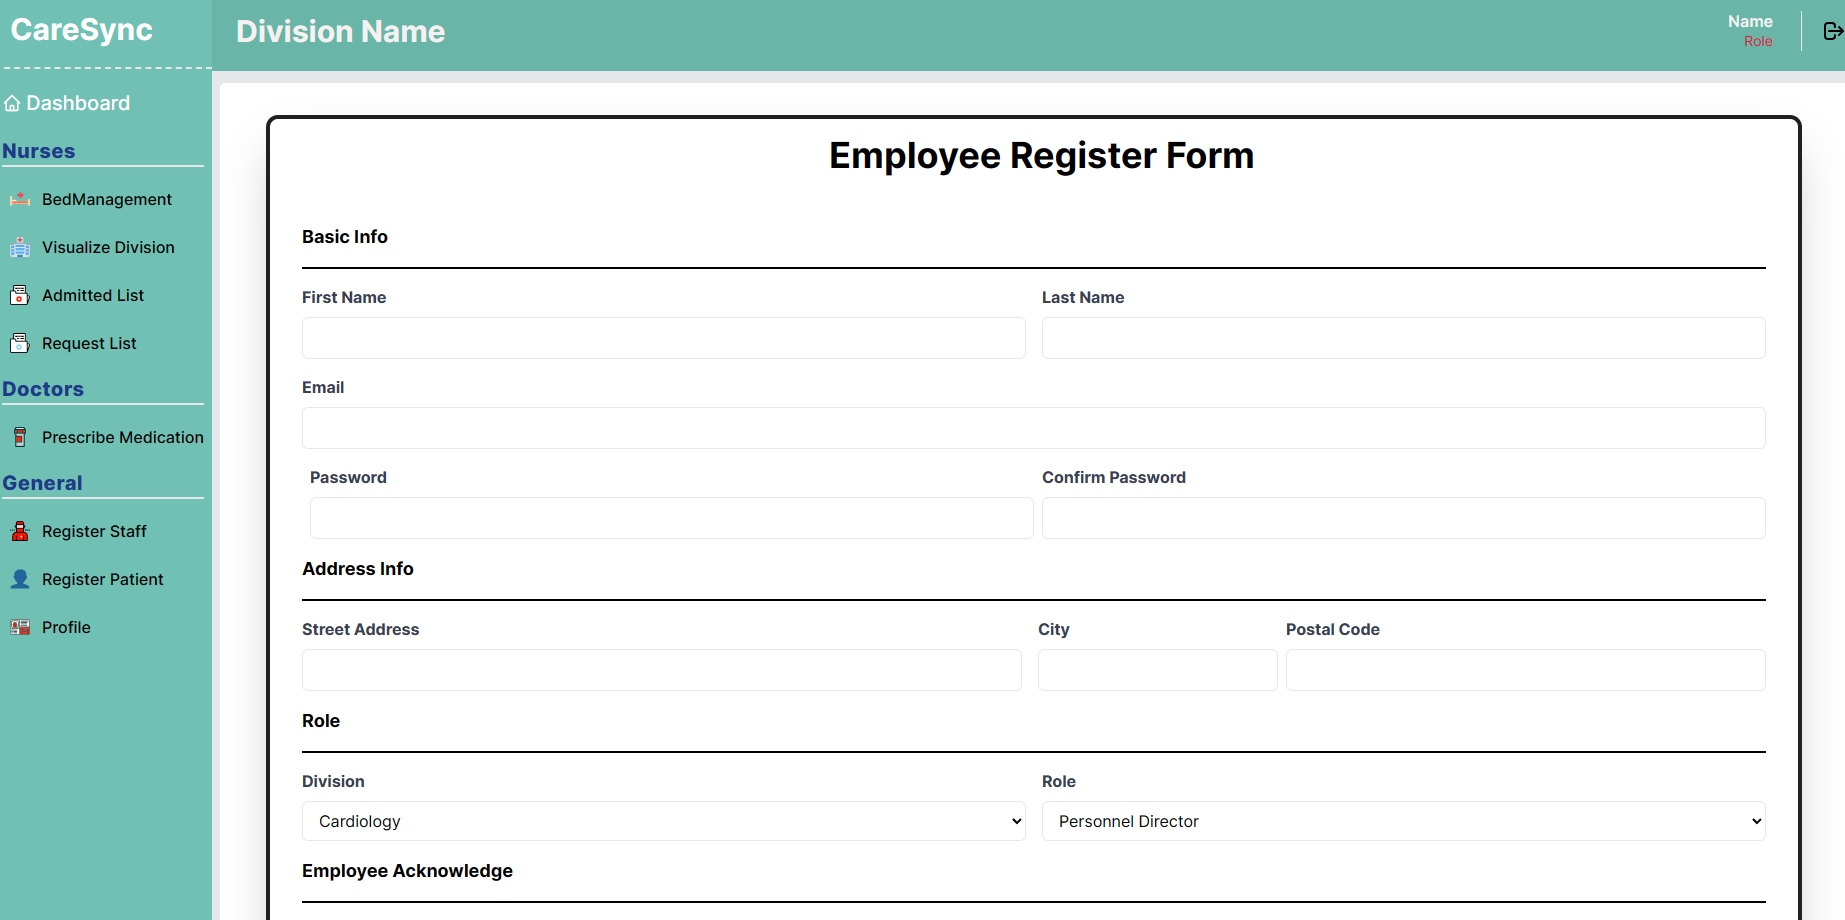 CareSync
Dashboard
Nurses
BedManagement
Visualize Division
Admitted List
Request List
Doctors
Prescribe Medication
General
Register Staff
Register Patient
Profile
Division Name
Name
Role
Employee Register Form
Basic Info
First Name Last Name
Email
Password Confirm Password
Address Info
Street Address City Postal Code
Role
Division Role
Cardiology Personnel Director
Employee Acknowledge